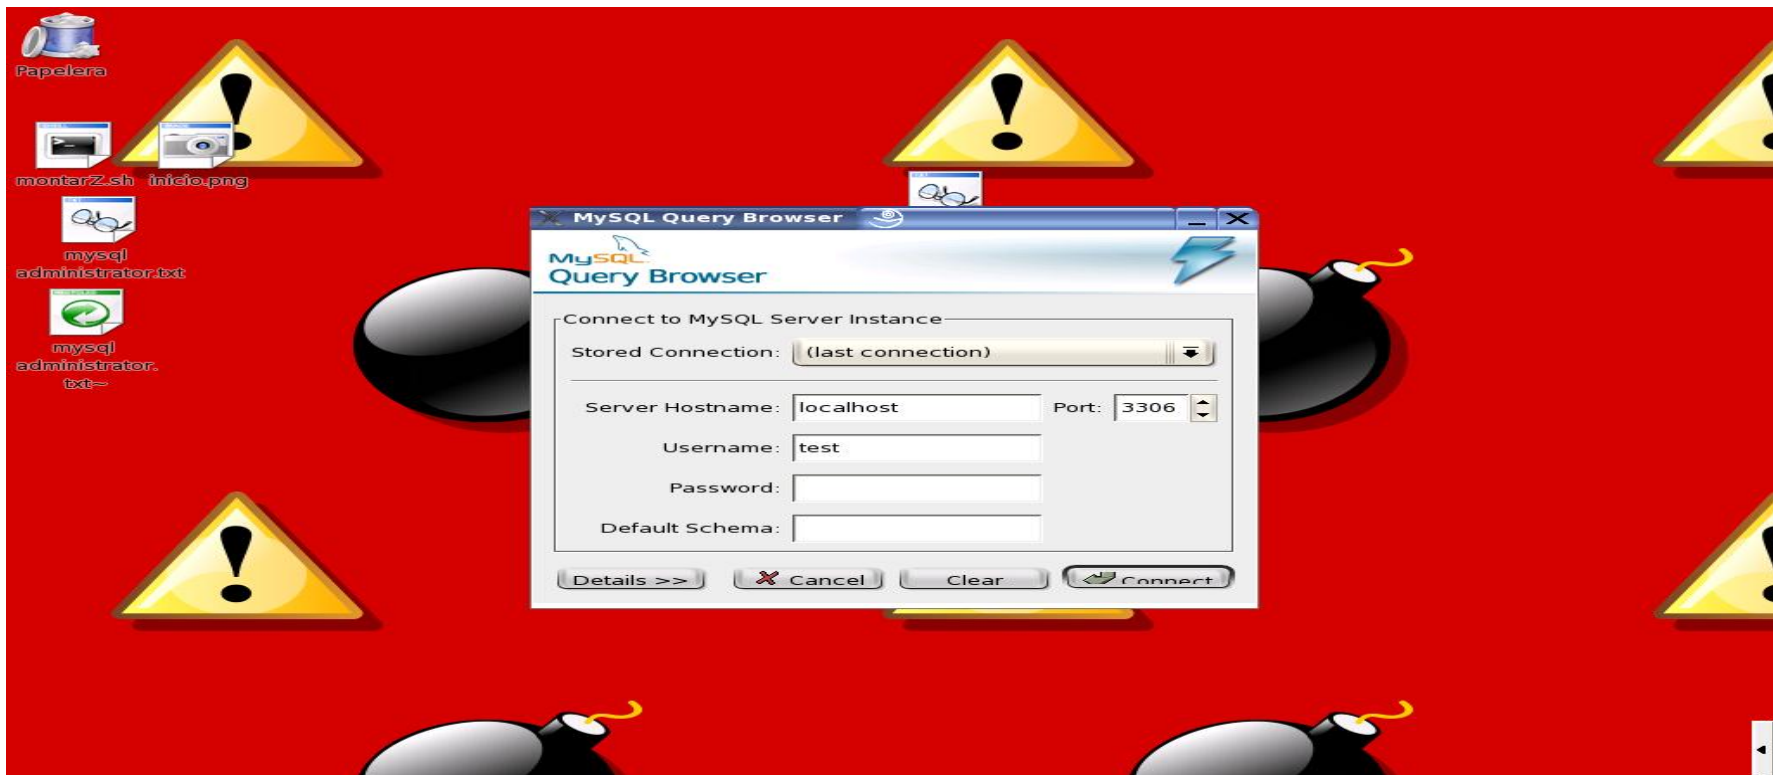 Papelera
montarZ.sh
inicio.png
mysql
administrator.txt
mysql
administrator.
txt~
MySQL Query Browser
MySQL
Query Browser
Connect to MySQL Server Instance
Stored Connection: (last connection)
Server Hostname: localhost Port: 3306
Username: test
Password:
Default Schema:
Details >> Cancel Clear Connect